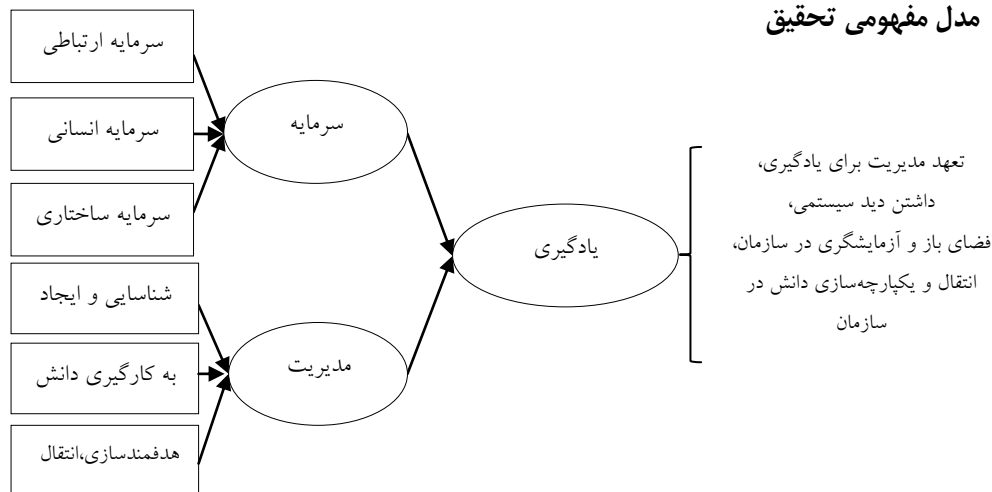 مدل مفهومی تحقیق
سرمایه ارتباطی
سرمایه انسانی
سرمایه ساختاری
شناسایی و ایجاد
به کارگیری دانش
هدفمندسازی،انتقال
سرمایه
مدیریت
یادگیری
تعهد مدیریت برای یادگیری،
داشتن دید سیستمی،
فضای باز و آزمایشگری در سازمان،
انتقال و یکپارچه‌سازی دانش در
سازمان